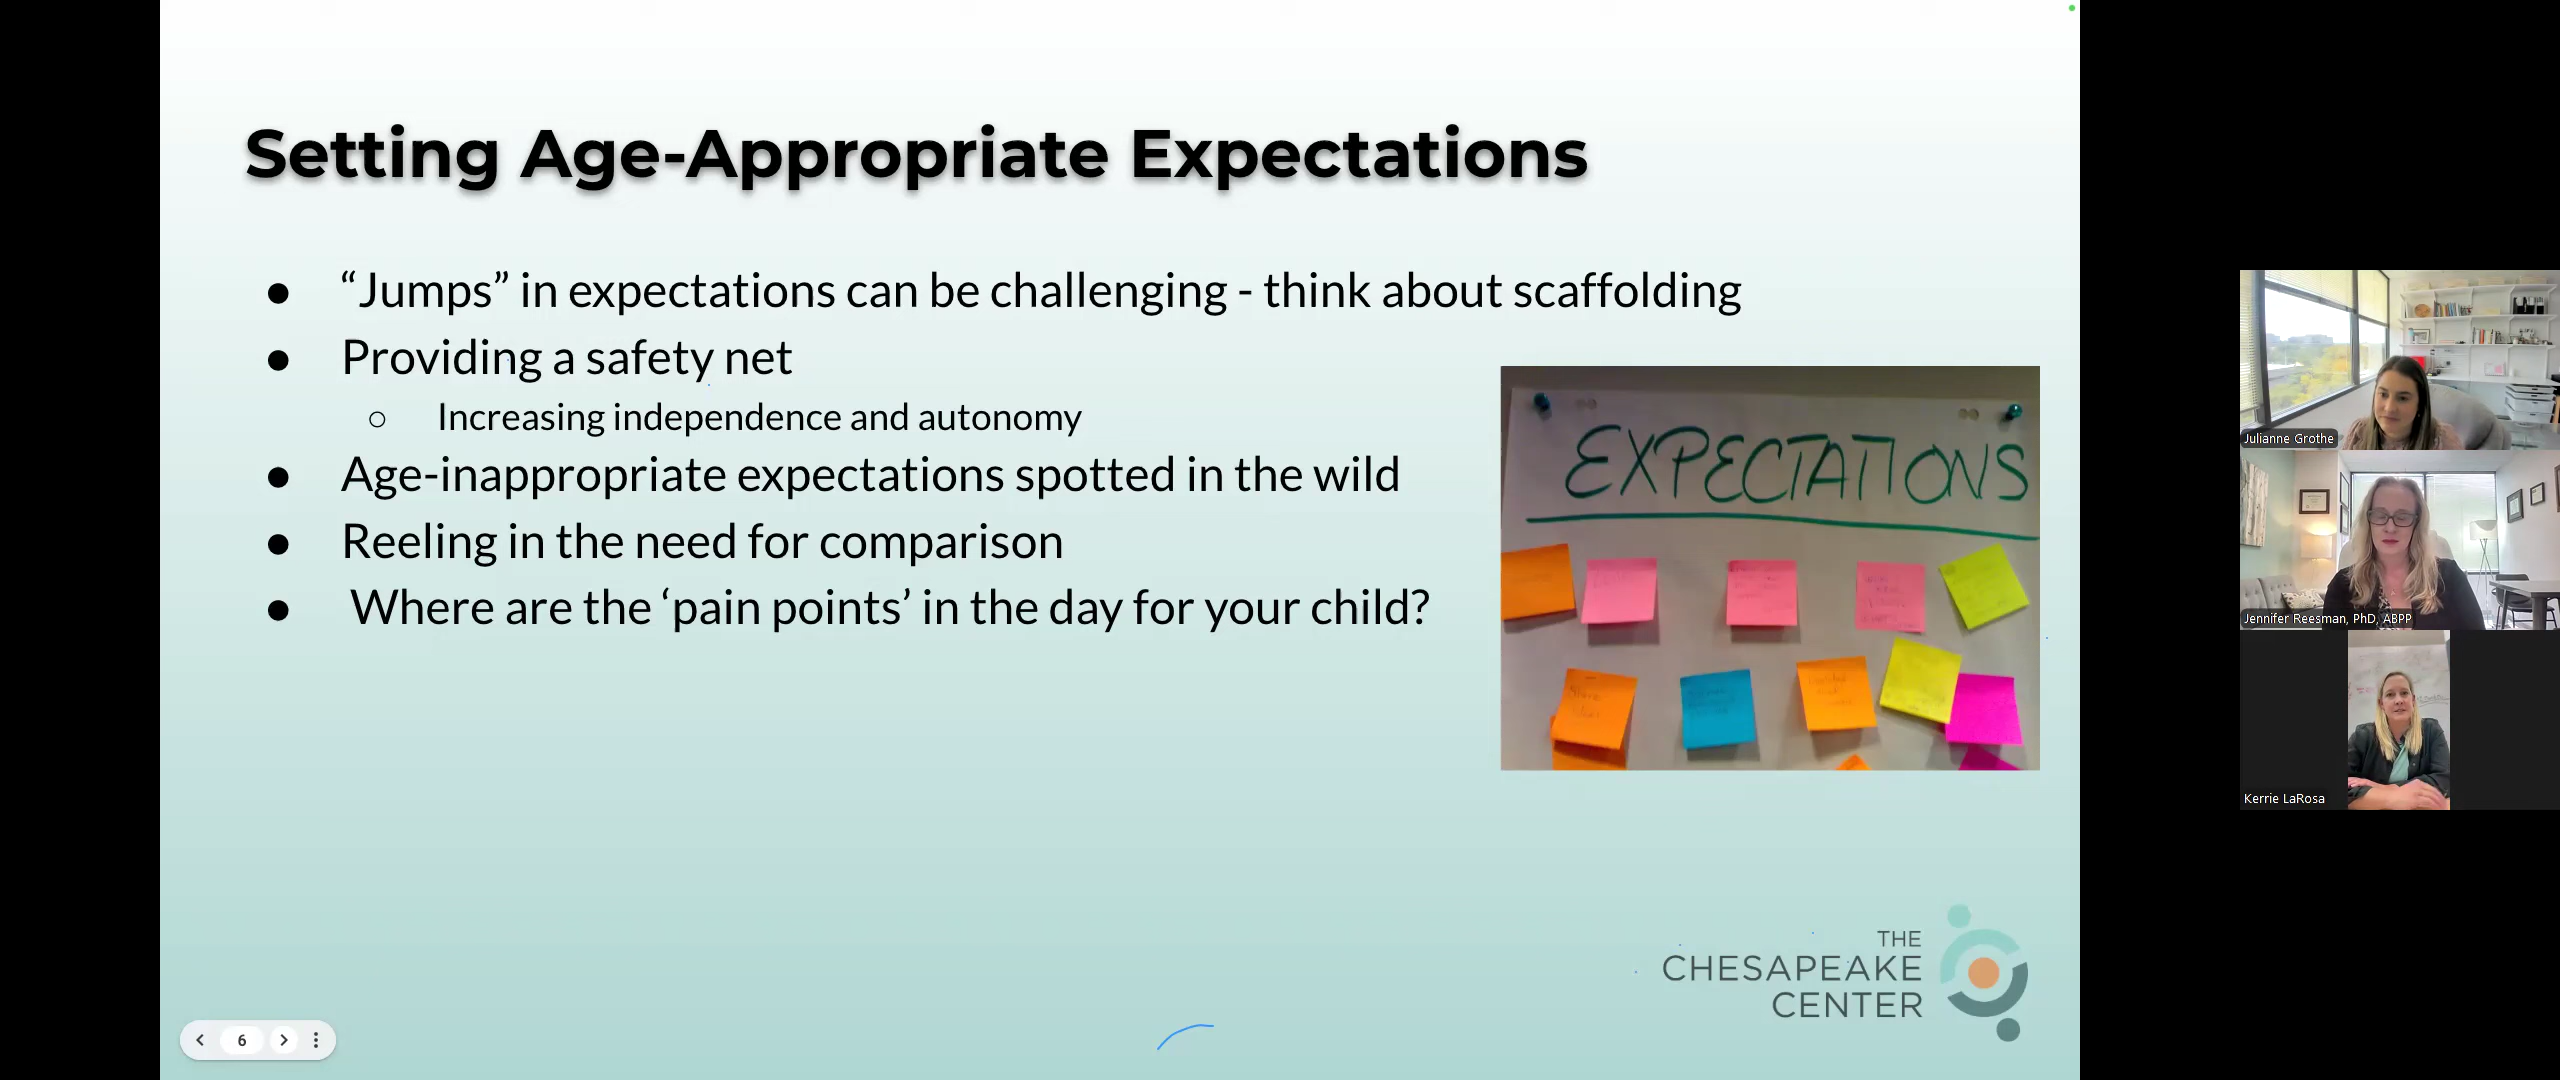 Setting Age-Appropriate Expectations
● “Jumps” in expectations can be challenging - think about scaffolding
● Providing a safety net
○ Increasing independence and autonomy
● Age-inappropriate expectations spotted in the wild
● Reeling in the need for comparison
● Where are the ‘pain points’ in the day for your child?
EXPECTATIONS
THE
CHESAPEAKE
CENTER
6
Julianne Grothe
Jennifer Reesman, PhD, ABPP
Kerrie LaRosa